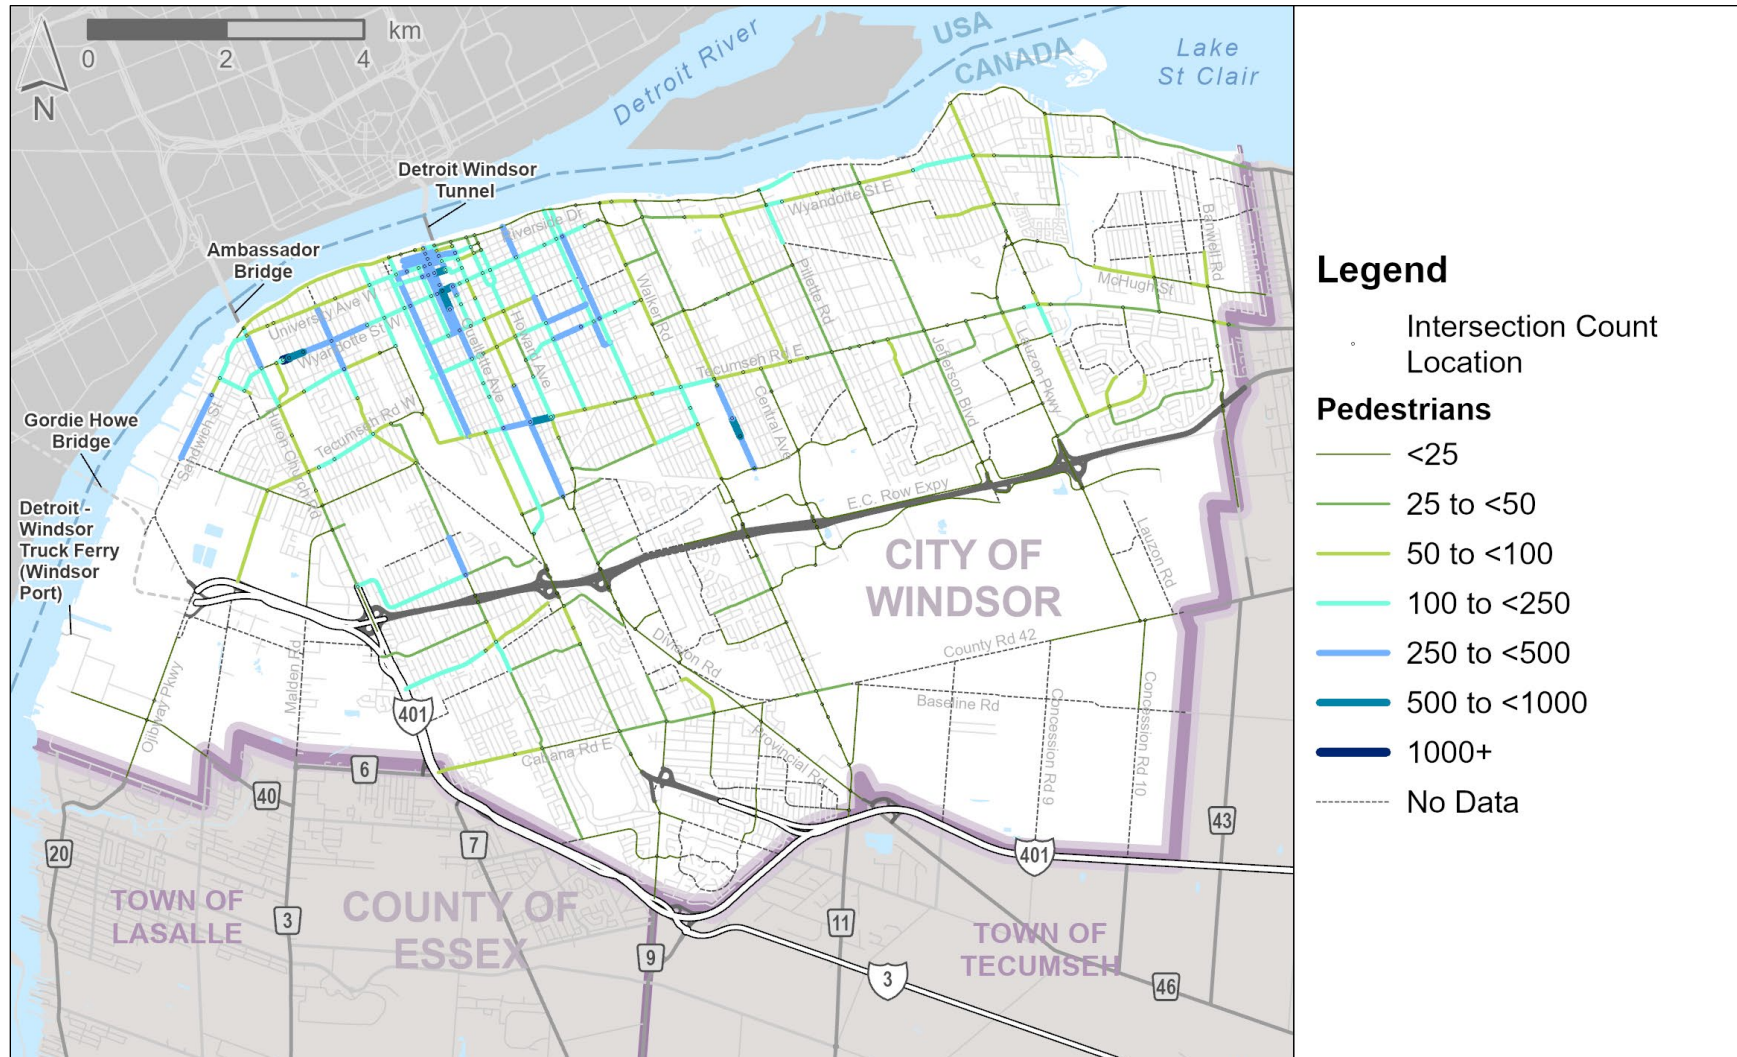 USA
CANADA
Lake
St Clair
Detroit River
km
0 2 4
N
Detroit Windsor
Tunnel
Ambassador
Bridge
Gordie Howe
Bridge
Detroit -
Windsor
Truck Ferry
(Windsor
Port)
Riverside Dr
Wyandotte St E
University Ave W
Wyandotte St W
Ouellette Ave
Howard Ave
Walker Rd
Pillette Rd
Banwell Rd
McHugh St
Lauzon Pkwy
Jefferson Blvd
Tecumseh Rd E
Central Ave
Tecumseh Rd W
Huron Church Rd
Sandwich St
E.C. Row Expy
Lauzon Rd
CITY OF
WINDSOR
County Rd 42
Division Rd
Baseline Rd
Concession Rd 9
Concession Rd 10
Malden Rd
Ojibway Pkwy
Cabana Rd E
Provincial Rd
401
6
40
7
20
3
9
11
401
43
46
3
TOWN OF
LASALLE
COUNTY OF
ESSEX
TOWN OF
TECUMSEH
Legend
Intersection Count
Location
Pedestrians
<25
25 to <50
50 to <100
100 to <250
250 to <500
500 to <1000
1000+
No Data